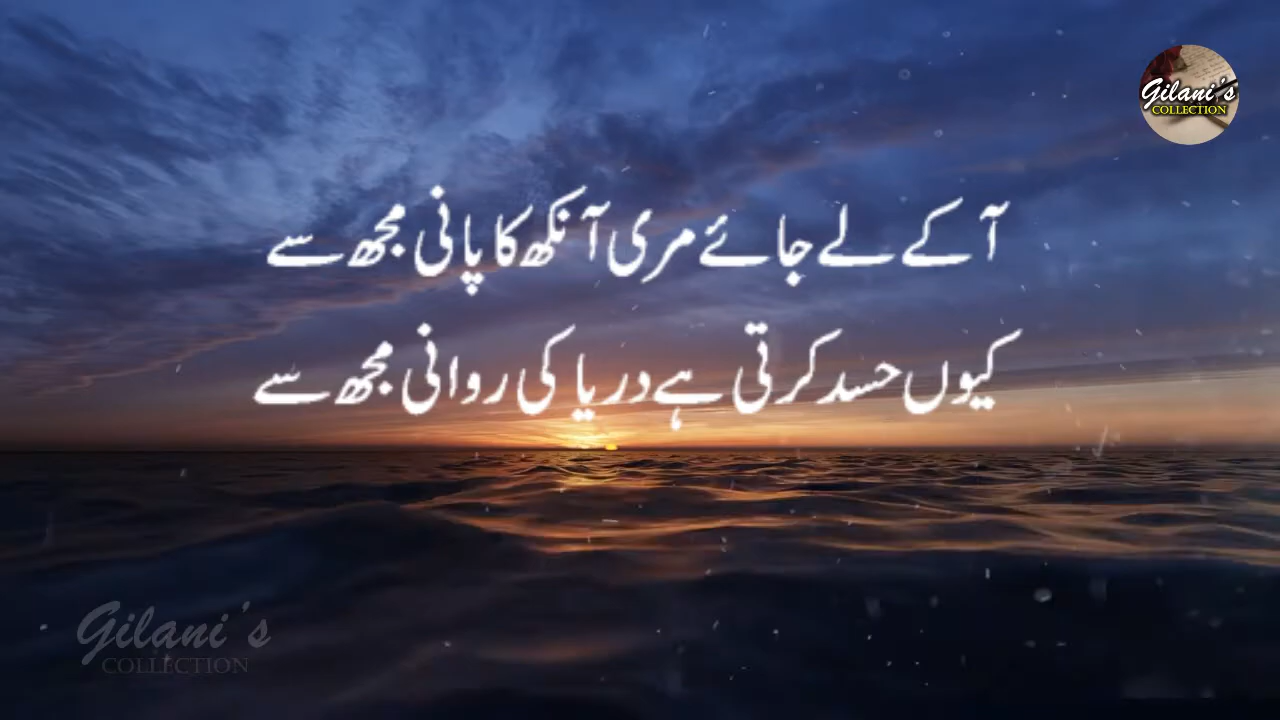 Gilani's
COLLECTION
آ کے لے جائے مری آنکھ کا پانی مجھ سے
کیوں حسد کرتی ہے دریا کی روانی مجھ سے
Gilani's
COLLECTION